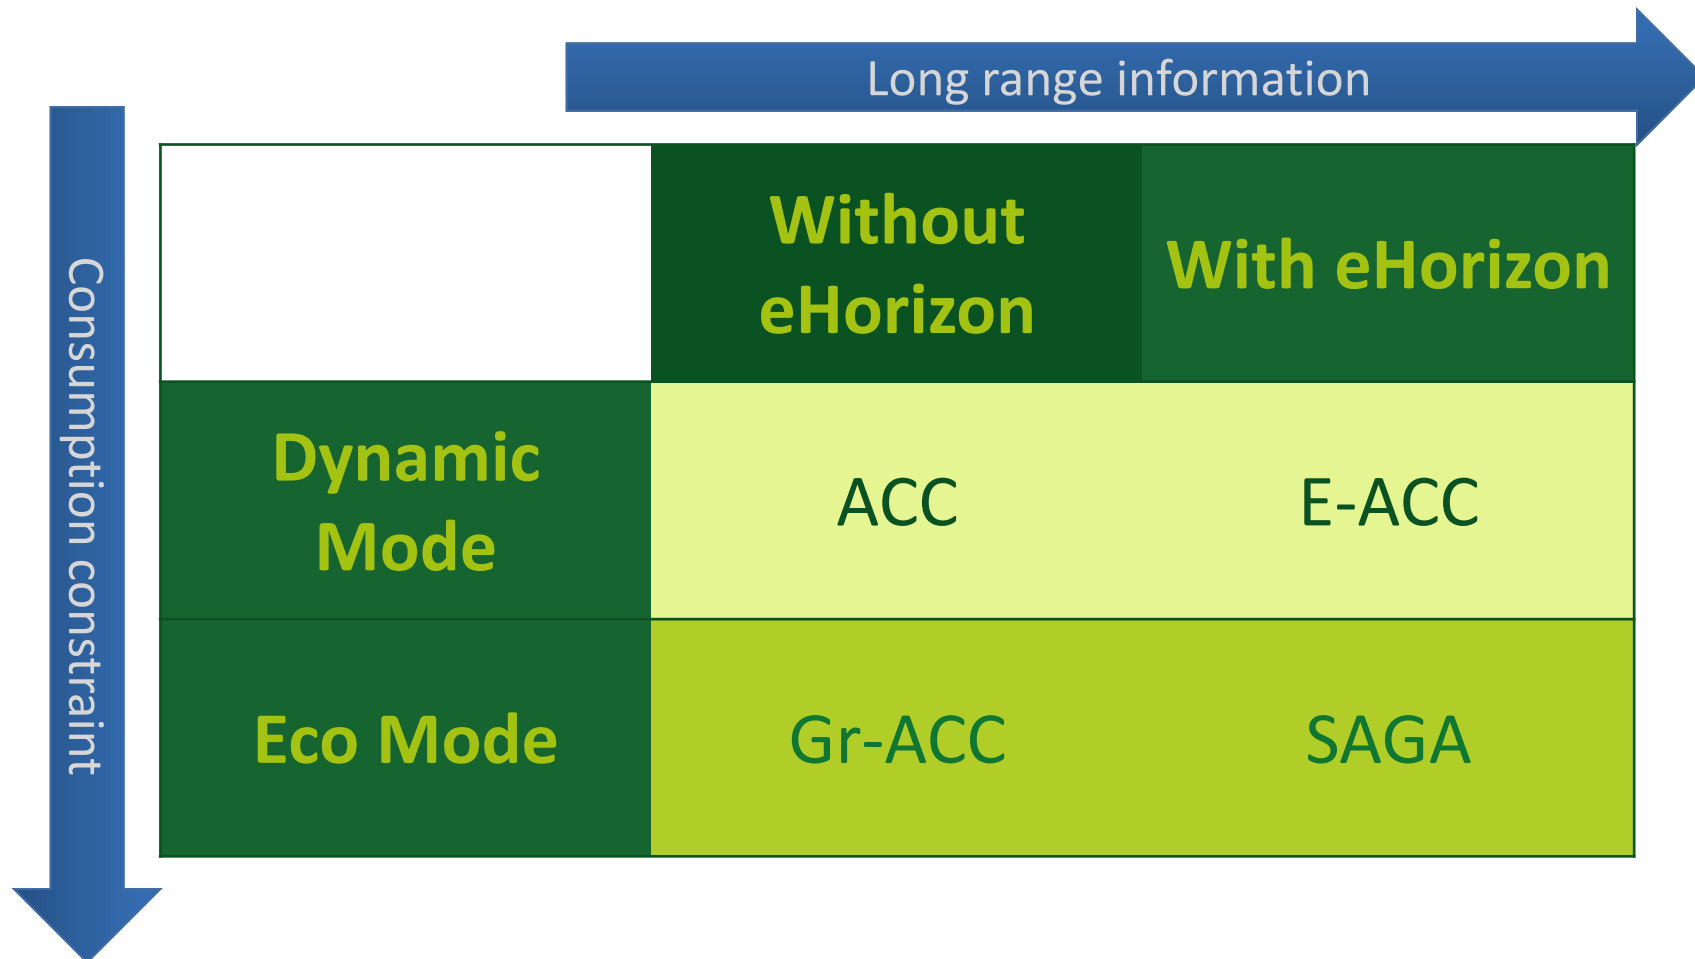 Long range information
Consumption constraint
Without
eHorizon
With eHorizon
Dynamic
Mode
ACC
E-ACC
Eco Mode
Gr-ACC
SAGA